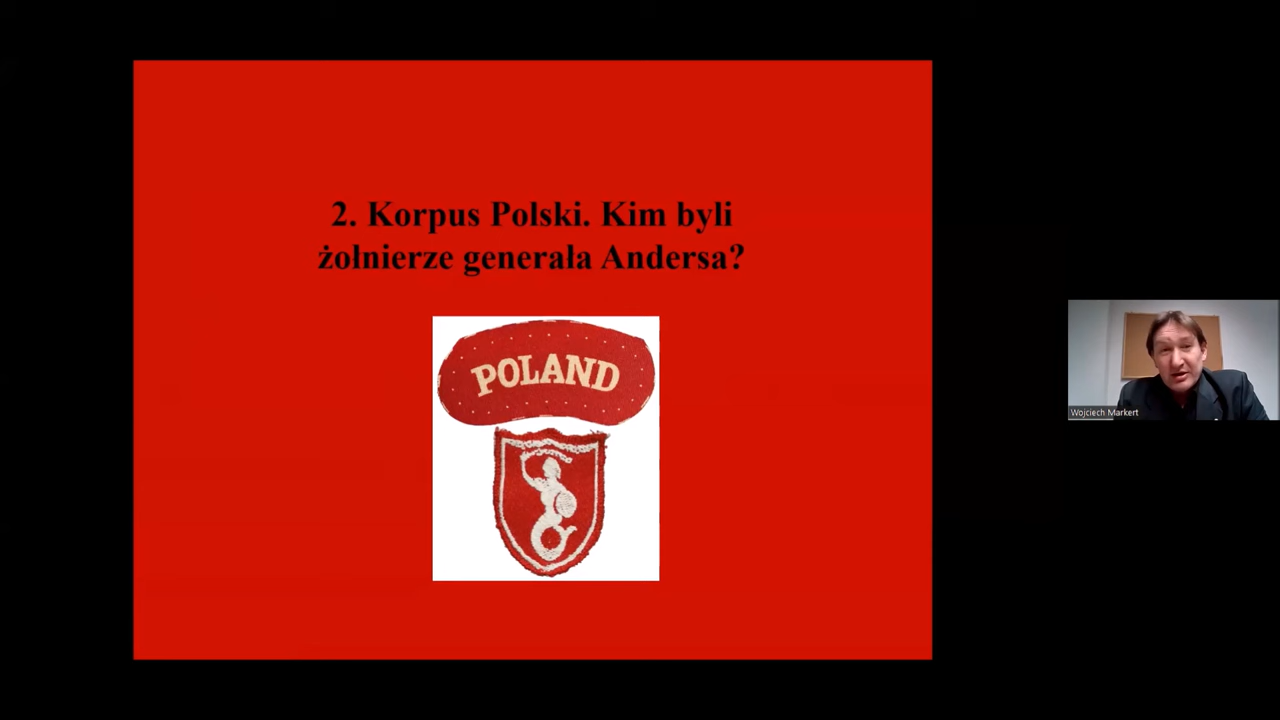 2. Korpus Polski. Kim byli
żołnierze generała Andersa?
POLAND
Wojciech Markert